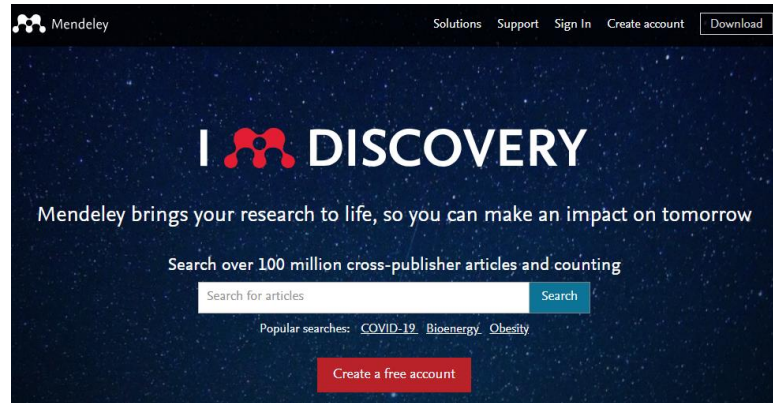 Mendeley Solutions Support Sign In Create account Download
I DISCOVERY
Mendeley brings your research to life, so you can make an impact on tomorrow
Search over 100 million cross-publisher articles and counting
Search for articles Search
Popular searches: COVID-19 Bioenergy Obesity
Create a free account